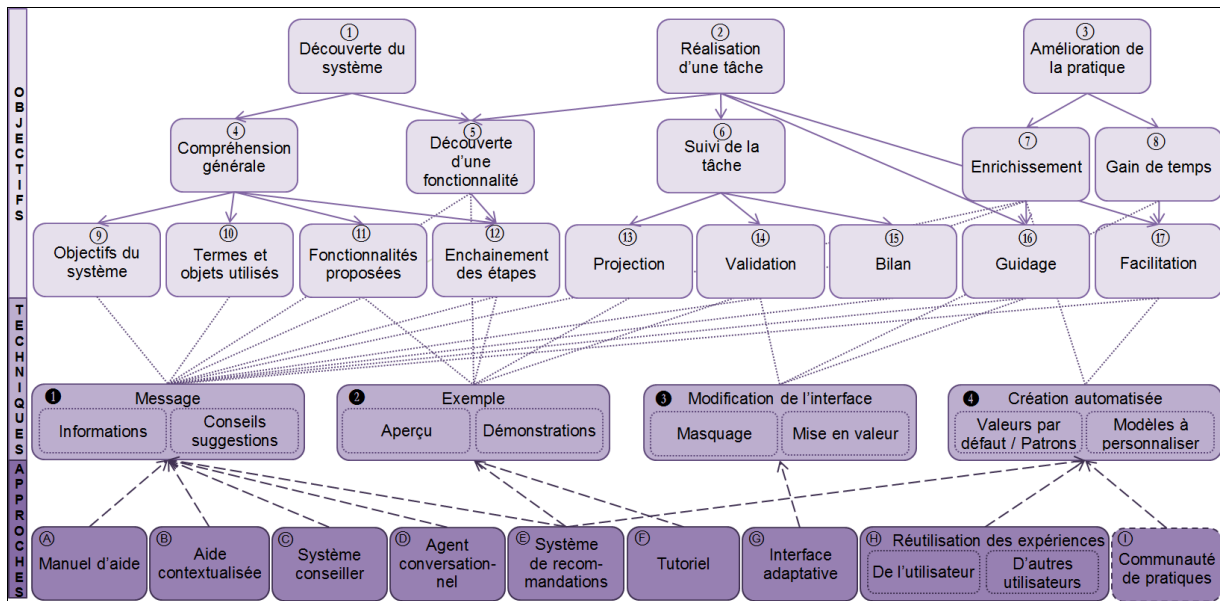 OBJECTIFS
①
Découverte du
système
②
Réalisation
d'une tâche
③
Amélioration de
la pratique
④
Compréhension
générale
⑤
Découverte
d'une
fonctionnalité
⑥
Suivi de la
tâche
⑦
Enrichissement
⑧
Gain de temps
⑨
Objectifs du
système
⑩
Termes et
objets utilisés
⑪
Fonctionnalités
proposées
⑫
Enchainement
des étapes
⑬
Projection
⑭
Validation
⑮
Bilan
⑯
Guidage
⑰
Facilitation
TECHNIQUES
❶ Message
Informations
Conseils
suggestions
❷ Exemple
Aperçu
Démonstrations
❸ Modification de l'interface
Masquage
Mise en valeur
❹ Création automatisée
Valeurs par
défaut / Patrons
Modèles à
personnaliser
APPROCHES
Ⓐ
Manuel d'aide
Ⓑ
Aide
contextualisée
Ⓒ
Système
conseiller
Ⓓ
Agent
conversation-
nel
Ⓔ
Système
de recom-
mandations
Ⓕ
Tutoriel
Ⓖ
Interface
adaptative
Ⓗ Réutilisation des expériences
De l'utilisateur
D'autres
utilisateurs
Ⓘ
Communauté
de pratiques